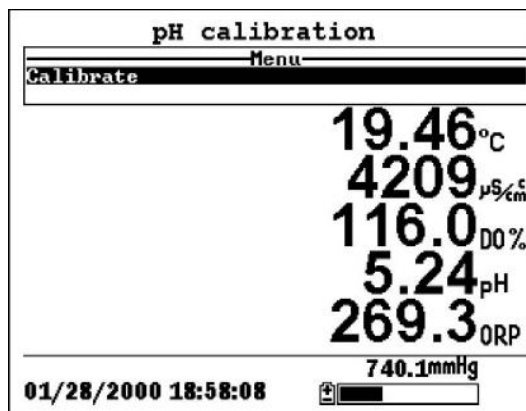 pH calibration
Menu
Calibrate
19.46°C
4209µS/cm c
116.0DO%
5.24pH
269.3ORP
740.1mmHg
01/28/2000 18:58:08